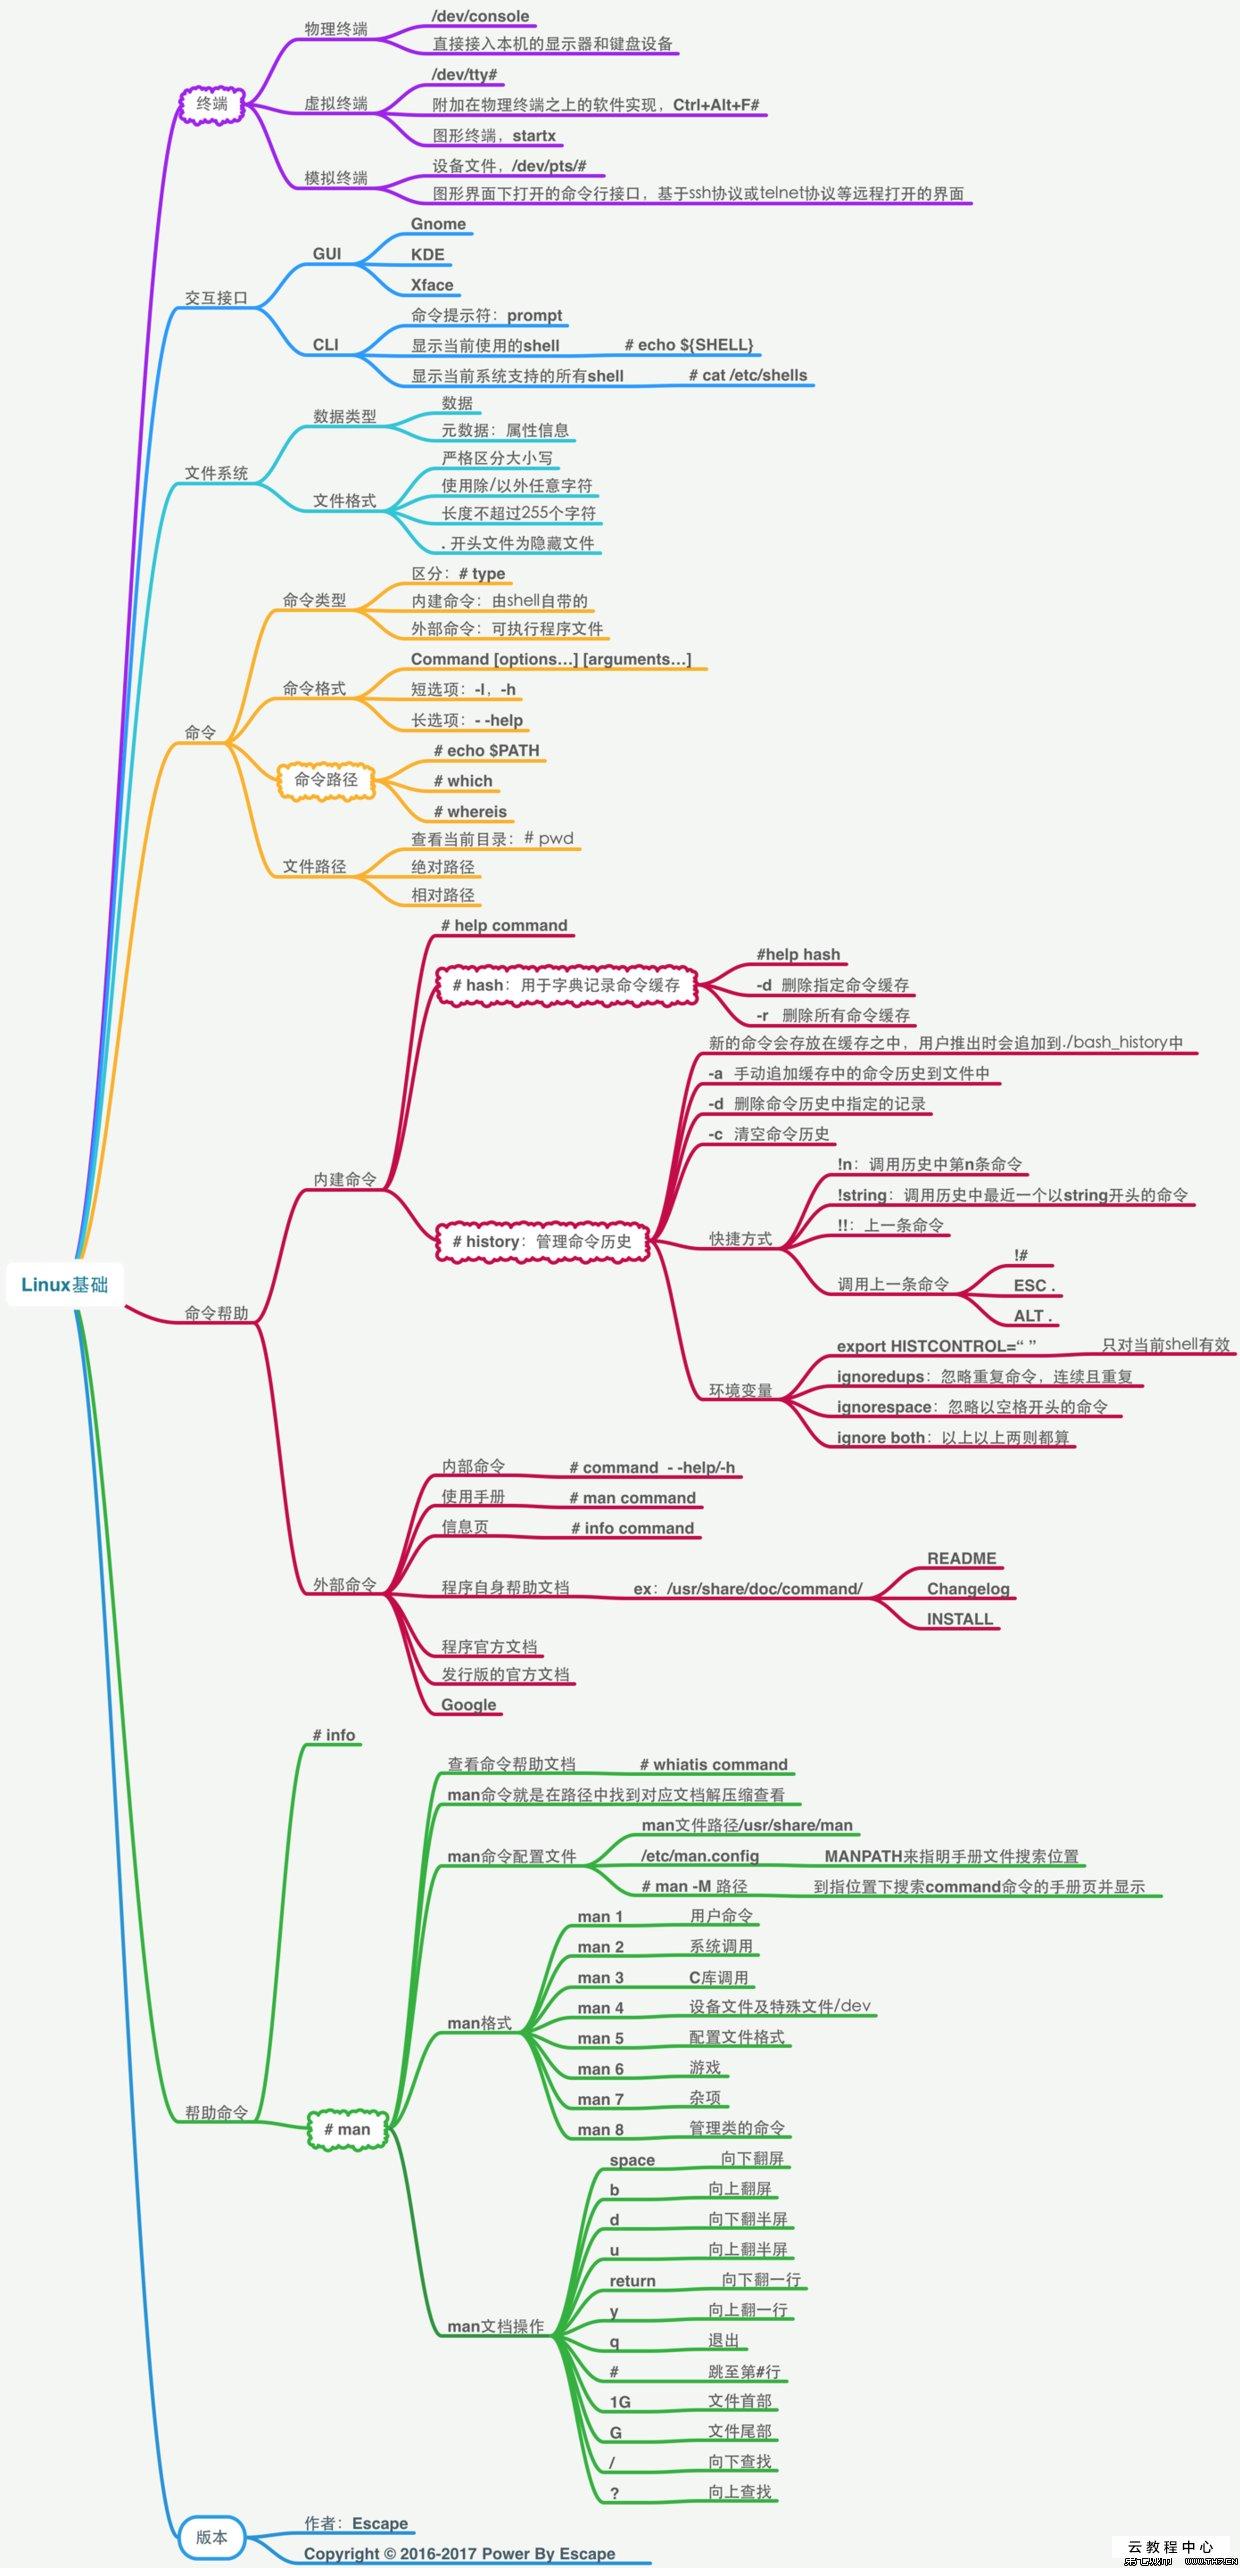 物理终端
/dev/console
直接接入本机的显示器和键盘设备
终端
虚拟终端
/dev/tty#
附加在物理终端之上的软件实现，Ctrl+Alt+F#
图形终端，startx
模拟终端
设备文件，/dev/pts/#
图形界面下打开的命令行接口，基于ssh协议或telnet协议等远程打开的界面
交互接口
GUI
Gnome
KDE
Xface
CLI
命令提示符：prompt
显示当前使用的shell # echo ${SHELL}
显示当前系统支持的所有shell # cat /etc/shells
文件系统
数据类型
数据
元数据：属性信息
文件格式
严格区分大小写
使用除/以外任意字符
长度不超过255个字符
. 开头文件为隐藏文件
命令
命令类型
区分：# type
内建命令：由shell自带的
外部命令：可执行程序文件
命令格式
Command [options...] [arguments...]
短选项：-l，-h
长选项：- -help
命令路径
# echo $PATH
# which
# whereis
文件路径
查看当前目录：# pwd
绝对路径
相对路径
Linux基础
命令帮助
内建命令
# help command
# hash：用于字典记录命令缓存
#help hash
-d 删除指定命令缓存
-r 删除所有命令缓存
# history：管理命令历史
新的命令会存放在缓存之中，用户推出时会追加到./bash_history中
-a 手动追加缓存中的命令历史到文件中
-d 删除命令历史中指定的记录
-c 清空命令历史
快捷方式
!n：调用历史中第n条命令
!string：调用历史中最近一个以string开头的命令
!!：上一条命令
调用上一条命令
!#
ESC .
ALT .
环境变量
export HISTCONTROL=“ ” 只对当前shell有效
ignoredups：忽略重复命令，连续且重复
ignorespace：忽略以空格开头的命令
ignore both：以上以上两则都算
外部命令
内部命令 # command - -help/-h
使用手册 # man command
信息页 # info command
程序自身帮助文档 ex：/usr/share/doc/command/
README
Changelog
INSTALL
程序官方文档
发行版的官方文档
Google
帮助命令
# info
# man
查看命令帮助文档 # whiatis command
man命令就是在路径中找到对应文档解压缩查看
man命令配置文件
man文件路径/usr/share/man
/etc/man.config MANPATH来指明手册文件搜索位置
# man -M 路径 到指位置下搜索command命令的手册页并显示
man格式
man 1 用户命令
man 2 系统调用
man 3 C库调用
man 4 设备文件及特殊文件/dev
man 5 配置文件格式
man 6 游戏
man 7 杂项
man 8 管理类的命令
man文档操作
space 向下翻屏
b 向上翻屏
d 向下翻半屏
u 向上翻半屏
return 向下翻一行
y 向上翻一行
q 退出
# 跳至第#行
1G 文件首部
G 文件尾部
/ 向下查找
? 向上查找
版本
作者：Escape
Copyright © 2016-2017 Power By Escape
云教程中心
第七城市 WWW.TH7.CN